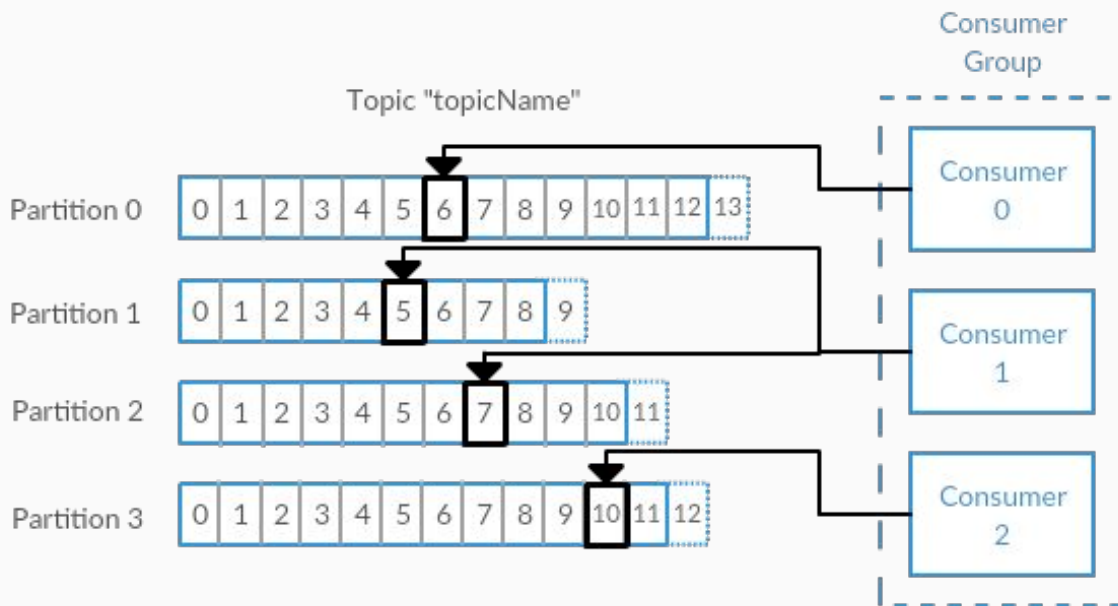 Consumer
Group
Topic "topicName"
Partition 0 0 1 2 3 4 5 6 7 8 9 10 11 12 13
Consumer
0
Partition 1 0 1 2 3 4 5 6 7 8 9
Consumer
1
Partition 2 0 1 2 3 4 5 6 7 8 9 10 11
Partition 3 0 1 2 3 4 5 6 7 8 9 10 11 12
Consumer
2